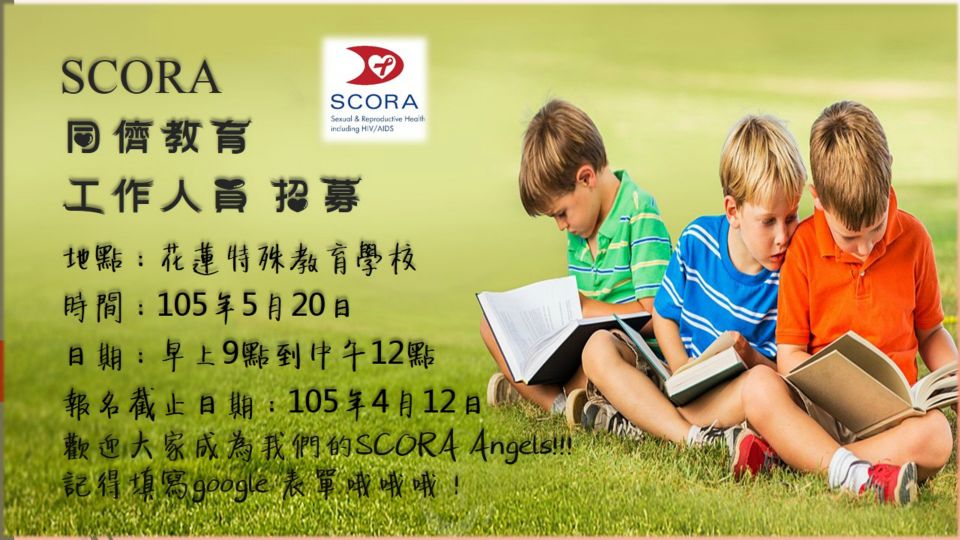 SCORA
同儕教育
工作人員 招募
SCORA
Sexual & Reproductive Health
including HIV/AIDS
地點：花蓮特殊教育學校
時間：105年5月20日
日期：早上9點到中午12點
報名截止日期：105年4月12日
歡迎大家成為我們的SCORA Angels!!!
記得填寫google 表單哦哦哦！